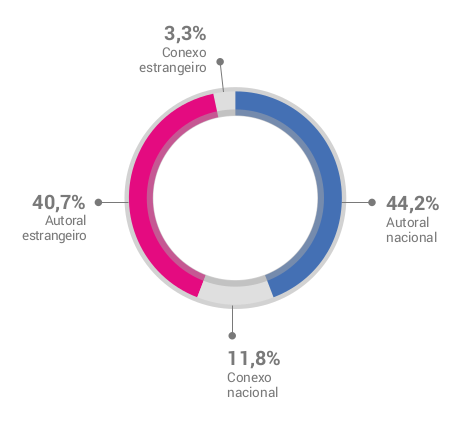 3,3%
Conexo
estrangeiro
40,7%
Autoral
estrangeiro
44,2%
Autoral
nacional
11,8%
Conexo
nacional